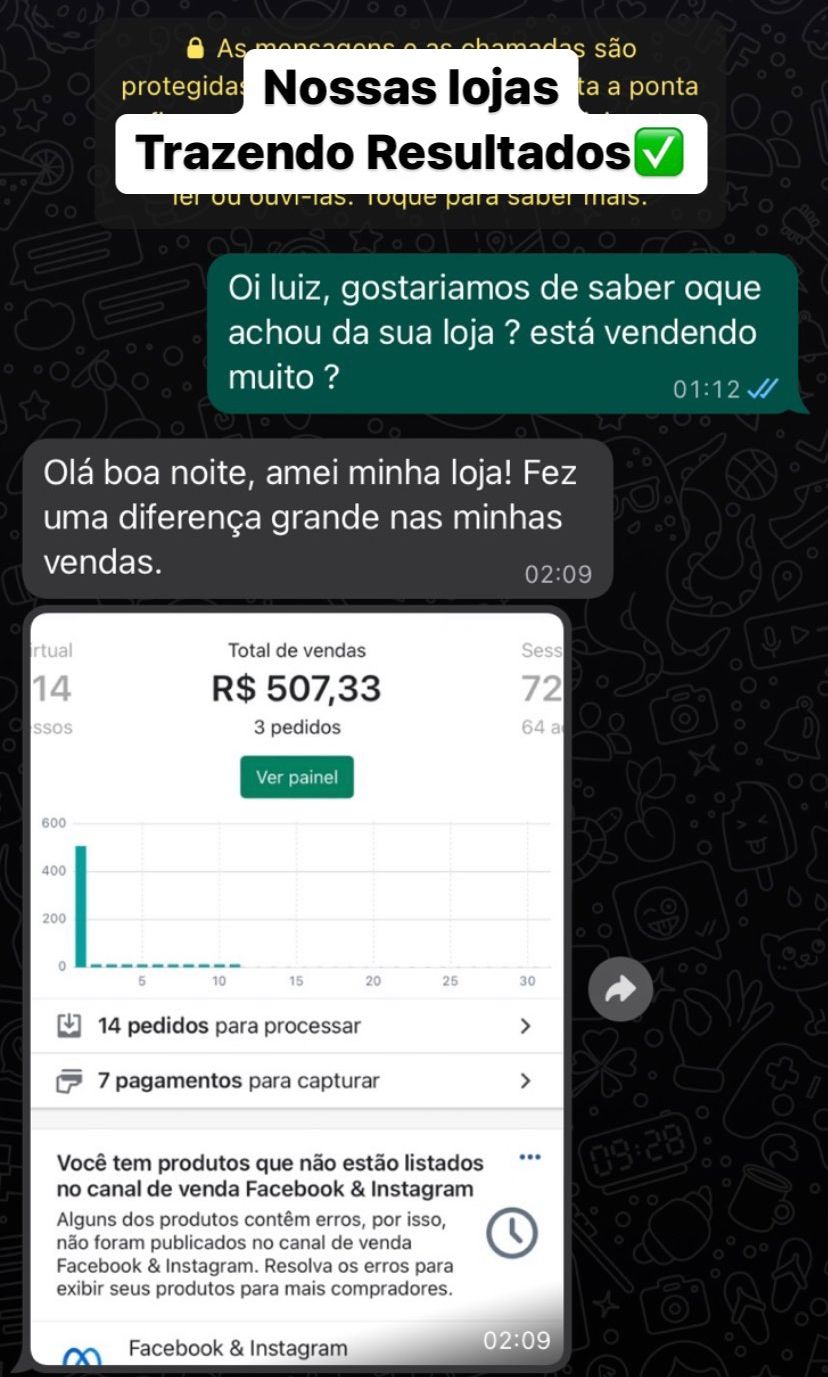 🔒 As mensagens e as chamadas são
protegidas ta a ponta
Nossas lojas
Trazendo Resultados✅
ler ou ouvi-las. Toque para saber mais.
Oi luiz, gostariamos de saber oque
achou da sua loja ? está vendendo
muito ?
01:12
Olá boa noite, amei minha loja! Fez
uma diferença grande nas minhas
vendas.
02:09
irtual Total de vendas Sess
14 R$ 507,33 72
ssos 3 pedidos 64 a
Ver painel
600
400
200
0
5 10 15 20 25 30
14 pedidos para processar
7 pagamentos para capturar
Você tem produtos que não estão listados
no canal de venda Facebook & Instagram
Alguns dos produtos contêm erros, por isso,
não foram publicados no canal de venda
Facebook & Instagram. Resolva os erros para
exibir seus produtos para mais compradores.
Facebook & Instagram
02:09
09:28